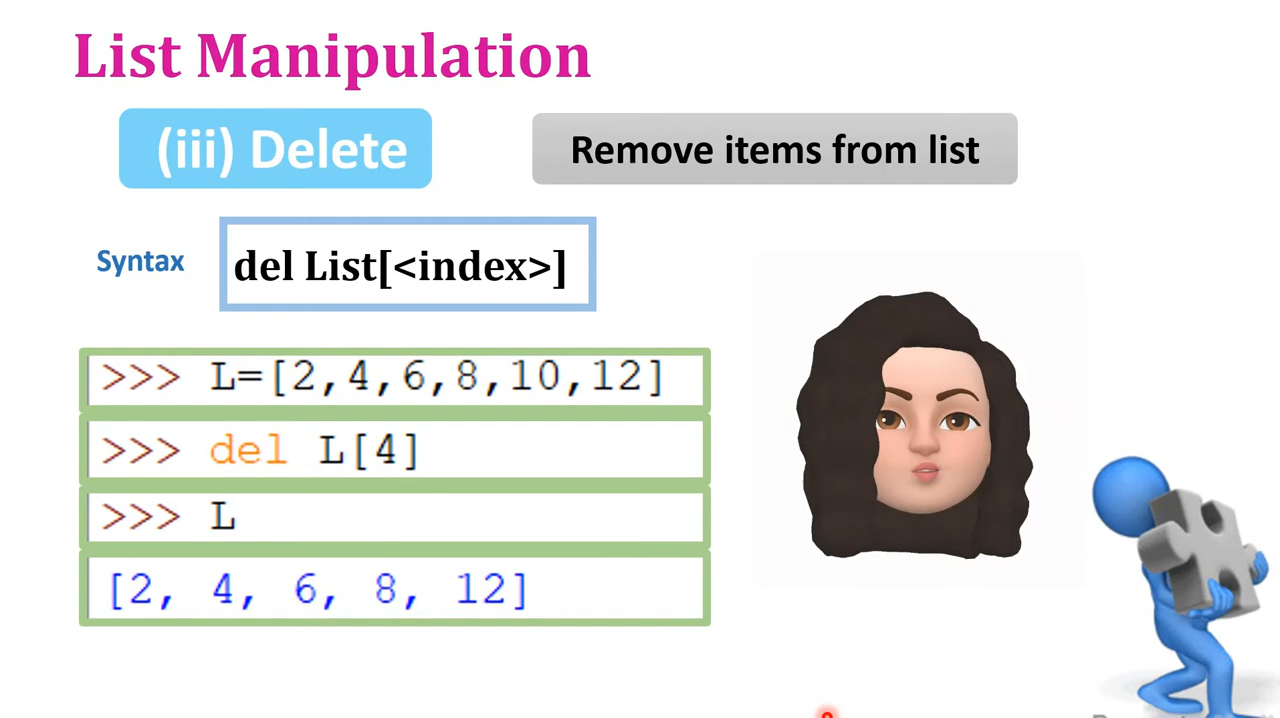 List Manipulation
(iii) Delete
Remove items from list
Syntax
del List[<index>]
>>> L=[2,4,6,8,10,12]
>>> del L[4]
>>> L
[2, 4, 6, 8, 12]